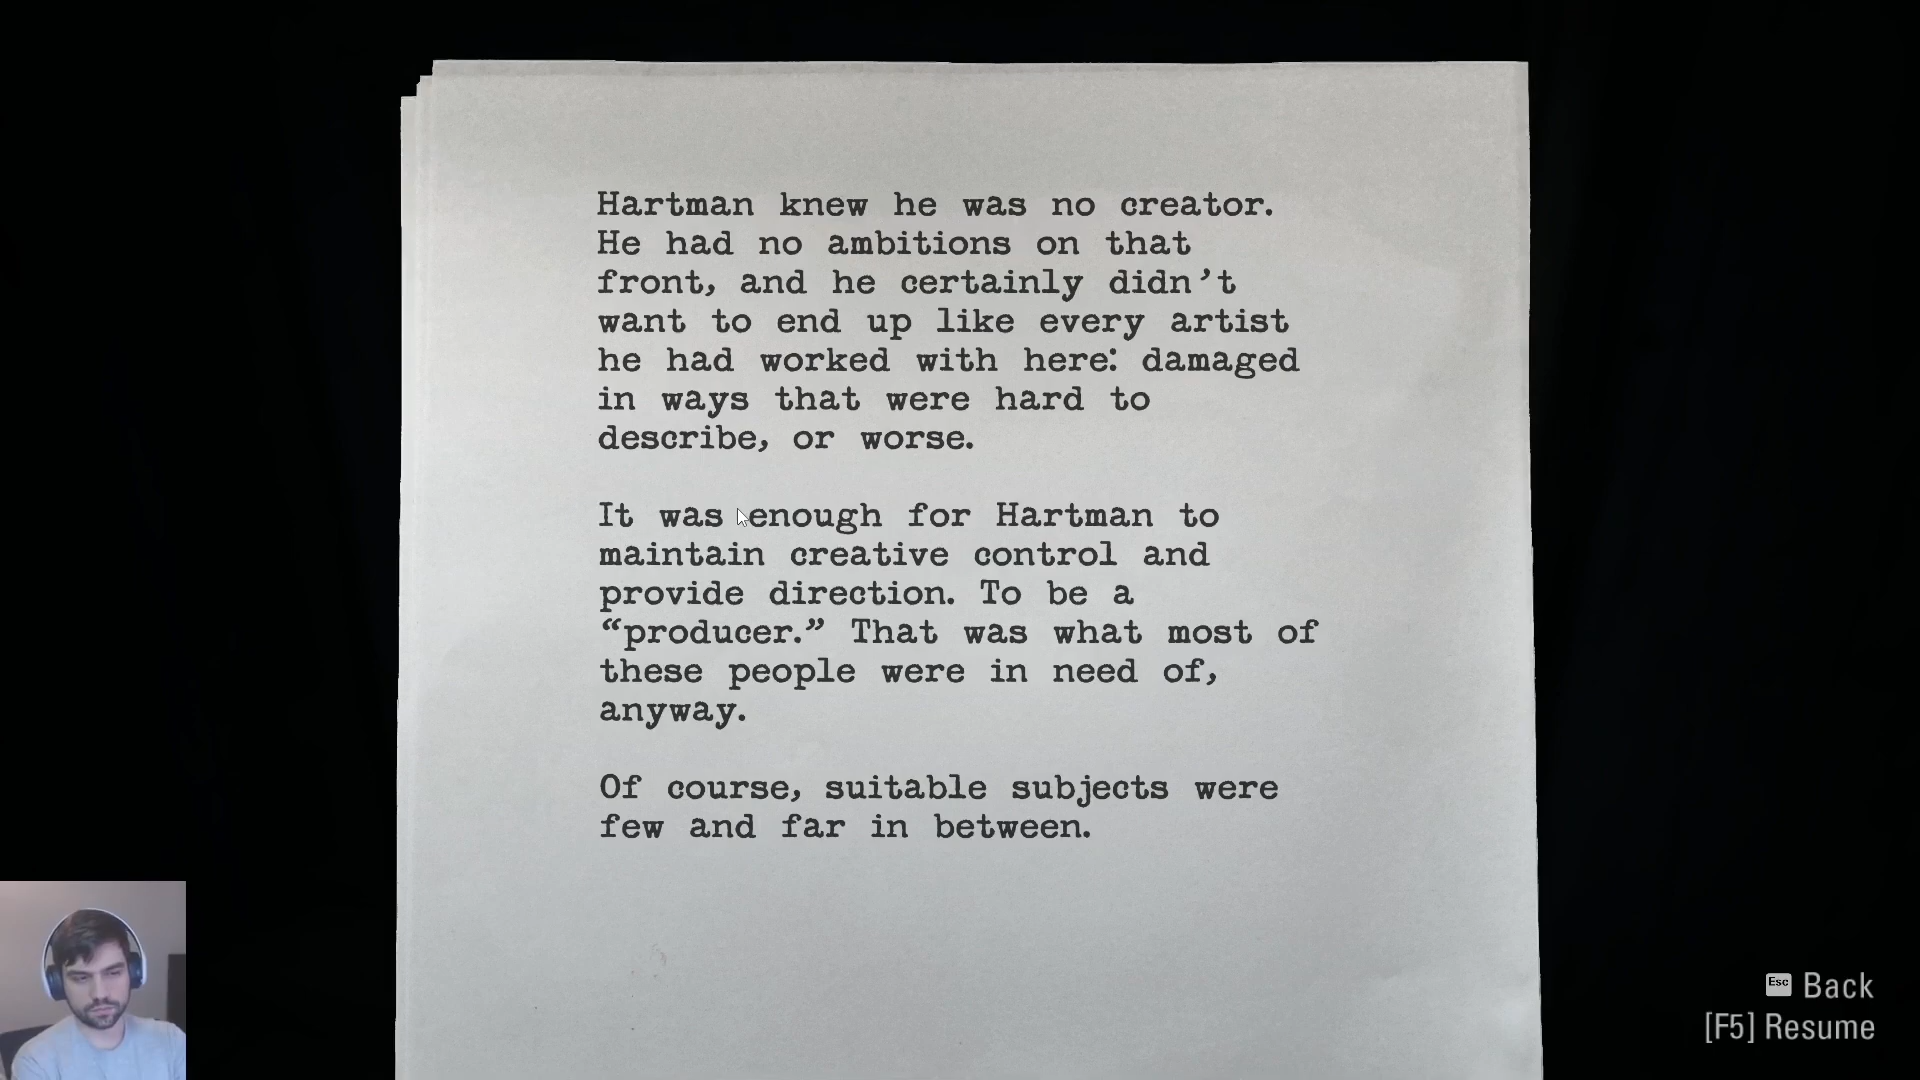 Hartman knew he was no creator.
He had no ambitions on that
front, and he certainly didn’t
want to end up like every artist
he had worked with here: damaged
in ways that were hard to
describe, or worse.
It was enough for Hartman to
maintain creative control and
provide direction. To be a
“producer.” That was what most of
these people were in need of,
anyway.
Of course, suitable subjects were
few and far in between.
Esc Back
[F5] Resume